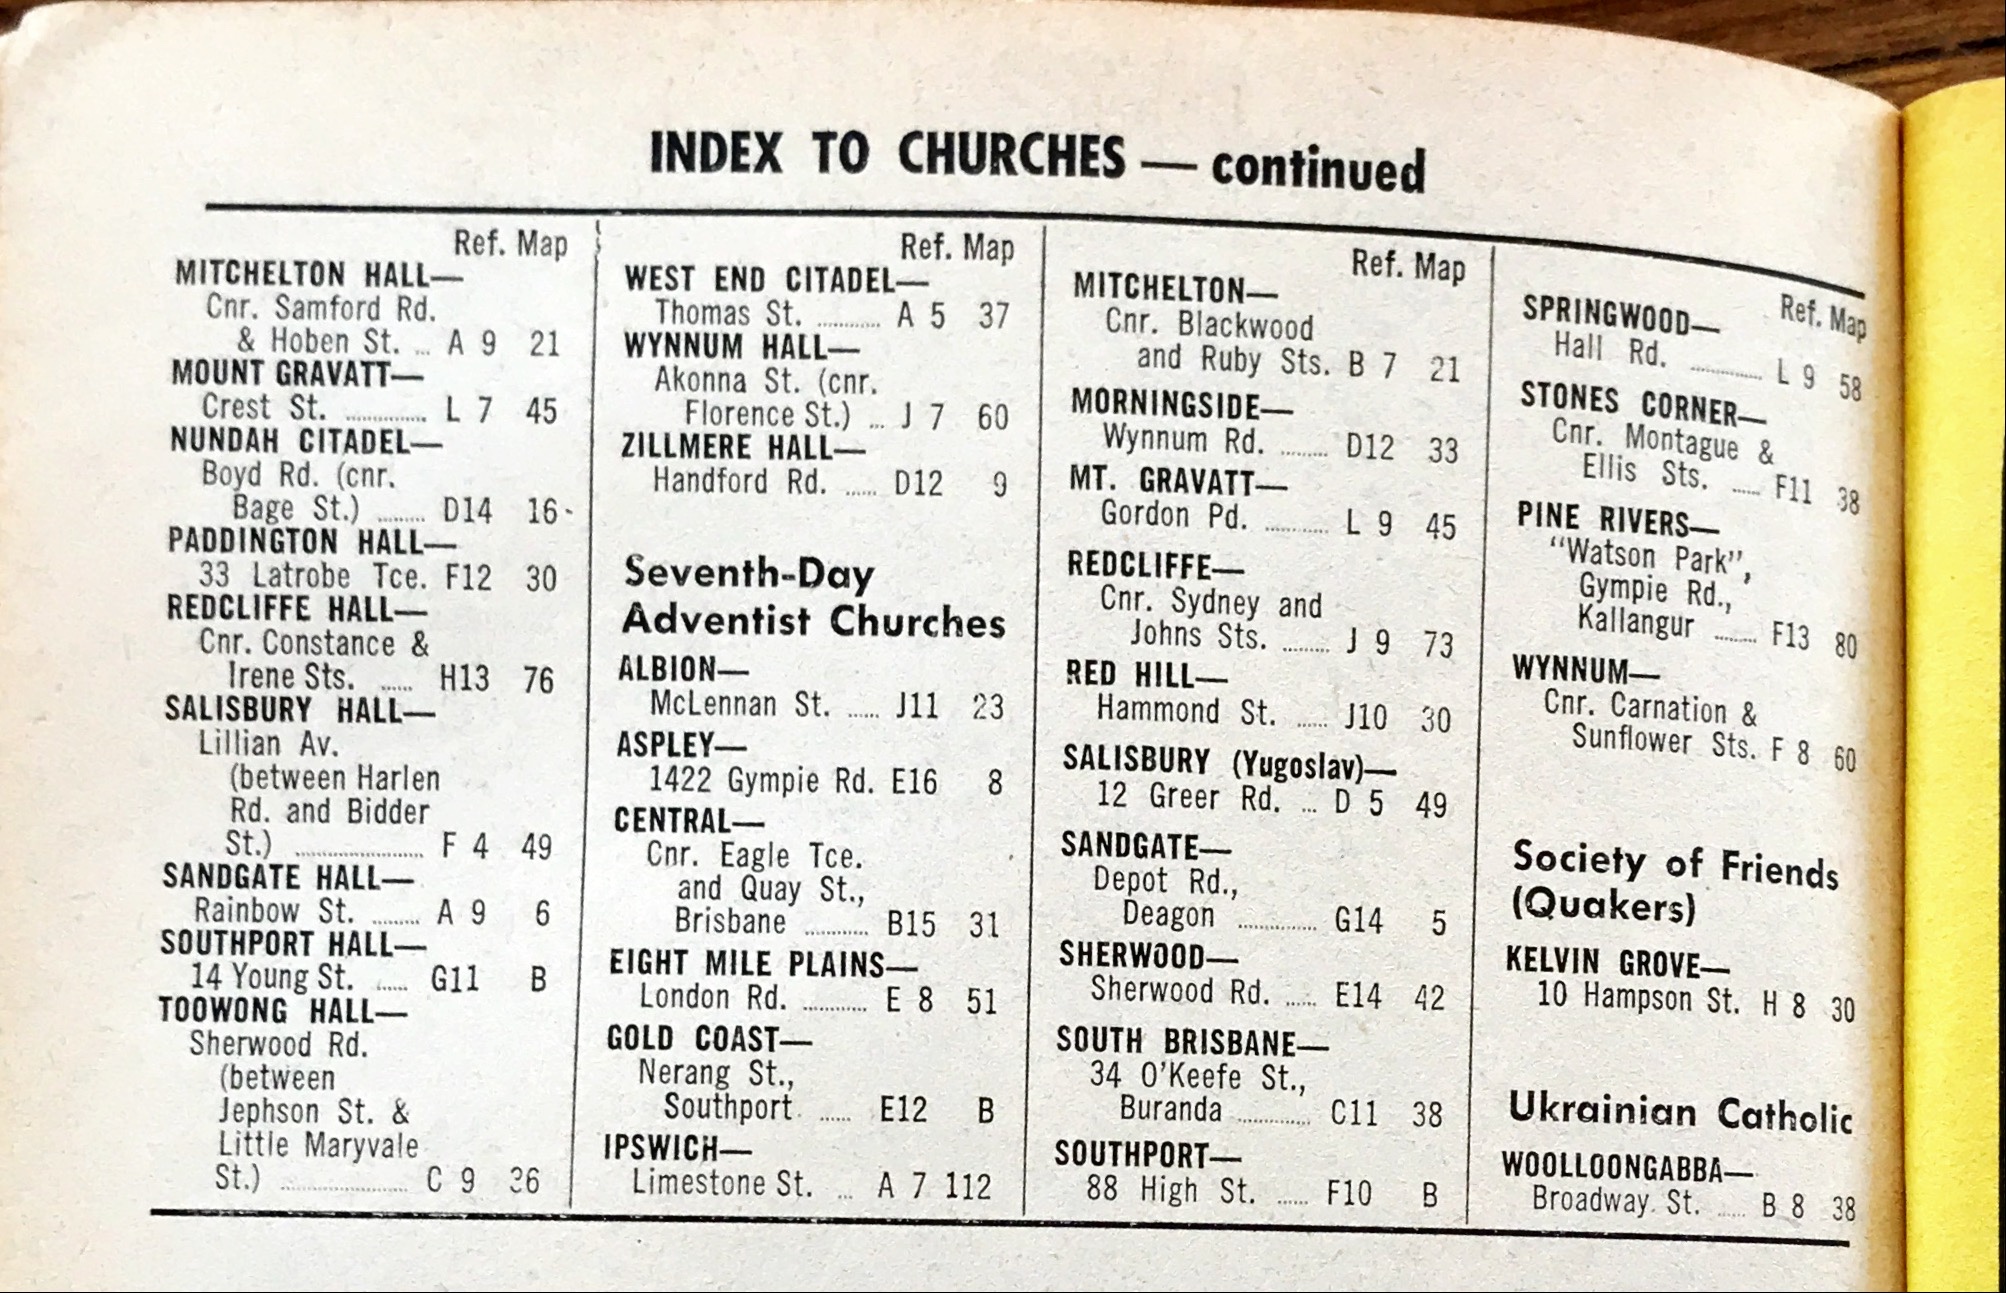 INDEX TO CHURCHES — continued
Ref. Map
MITCHELTON HALL—
Cnr. Samford Rd.
& Hoben St. ... A 9 21
MOUNT GRAVATT—
Crest St. ............ L 7 45
NUNDAH CITADEL—
Boyd Rd. (cnr.
Bage St.) ........ D14 16
PADDINGTON HALL—
33 Latrobe Tce. F12 30
REDCLIFFE HALL—
Cnr. Constance &
Irene Sts. ..... H13 76
SALISBURY HALL—
Lillian Av.
(between Harlen
Rd. and Bidder
St.) .................... F 4 49
SANDGATE HALL—
Rainbow St. ........ A 9 6
SOUTHPORT HALL—
14 Young St. ..... G11 B
TOOWONG HALL—
Sherwood Rd.
(between
Jephson St. &
Little Maryvale
St.) .................... C 9 36
Ref. Map
WEST END CITADEL—
Thomas St. .......... A 5 37
WYNNUM HALL—
Akonna St. (cnr.
Florence St.) ... J 7 60
ZILLMERE HALL—
Handford Rd. ..... D12 9
Seventh-Day
Adventist Churches
ALBION—
McLennan St. ..... J11 23
ASPLEY—
1422 Gympie Rd. E16 8
CENTRAL—
Cnr. Eagle Tce.
and Quay St.,
Brisbane .......... B15 31
EIGHT MILE PLAINS—
London Rd. .......... E 8 51
GOLD COAST—
Nerang St.,
Southport ..... E12 B
IPSWICH—
Limestone St. ... A 7 112
Ref. Map
MITCHELTON—
Cnr. Blackwood
and Ruby Sts. B 7 21
MORNINGSIDE—
Wynnum Rd. ........ D12 33
MT. GRAVATT—
Gordon Pd. .......... L 9 45
REDCLIFFE—
Cnr. Sydney and
Johns Sts. ........ J 9 73
RED HILL—
Hammond St. ..... J10 30
SALISBURY (Yugoslav)—
12 Greer Rd. ... D 5 49
SANDGATE—
Depot Rd.,
Deagon ............. G14 5
SHERWOOD—
Sherwood Rd. ..... E14 42
SOUTH BRISBANE—
34 O'Keefe St.,
Buranda ............ C11 38
SOUTHPORT—
88 High St. ..... F10 B
Ref. Map
SPRINGWOOD—
Hall Rd. ............ L 9 58
STONES CORNER—
Cnr. Montague &
Ellis Sts. ..... F11 38
PINE RIVERS—
"Watson Park",
Gympie Rd.,
Kallangur ....... F13 80
WYNNUM—
Cnr. Carnation &
Sunflower Sts. F 8 60
Society of Friends
(Quakers)
KELVIN GROVE—
10 Hampson St. H 8 30
Ukrainian Catholic
WOOLLOONGABBA—
Broadway St. ..... B 8 38